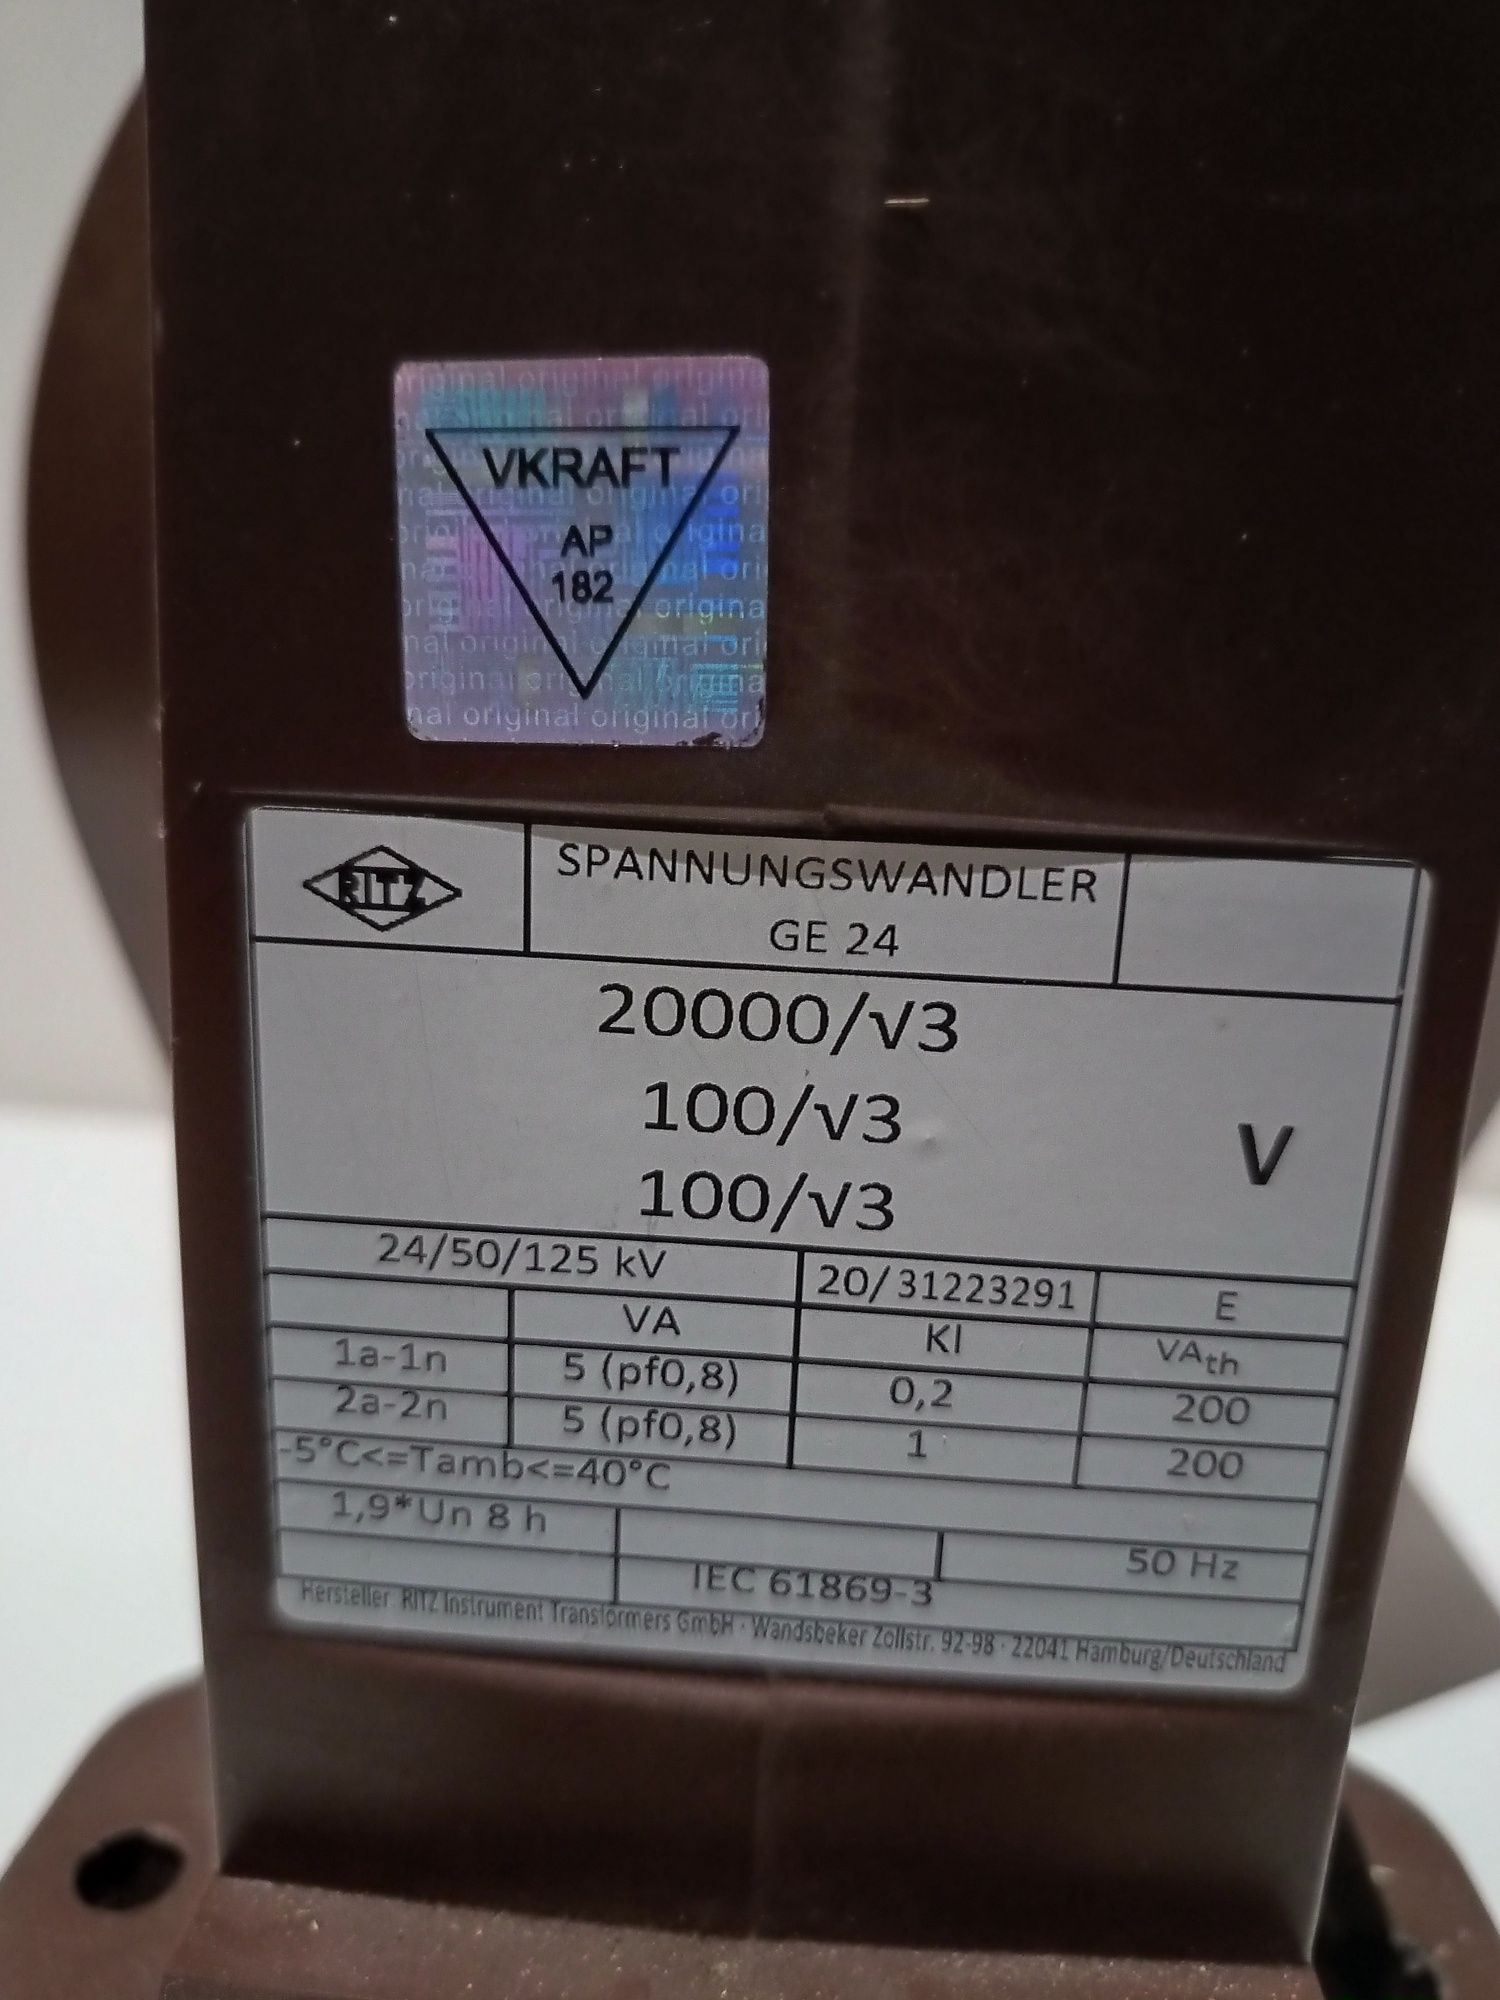 VKRAFT
AP
182
RITZ
SPANNUNGSWANDLER
GE 24
20000/√3
100/√3
100/√3
V
24/50/125 kV 20/31223291 E
VA Kl VAth
1a-1n 5 (pf0,8) 0,2 200
2a-2n 5 (pf0,8) 1 200
-5°C<=Tamb<=40°C
1,9*Un 8 h 50 Hz
IEC 61869-3
Hersteller: RITZ Instrument Transformers GmbH · Wandsbeker Zollstr. 92-98 · 22041 Hamburg/Deutschland